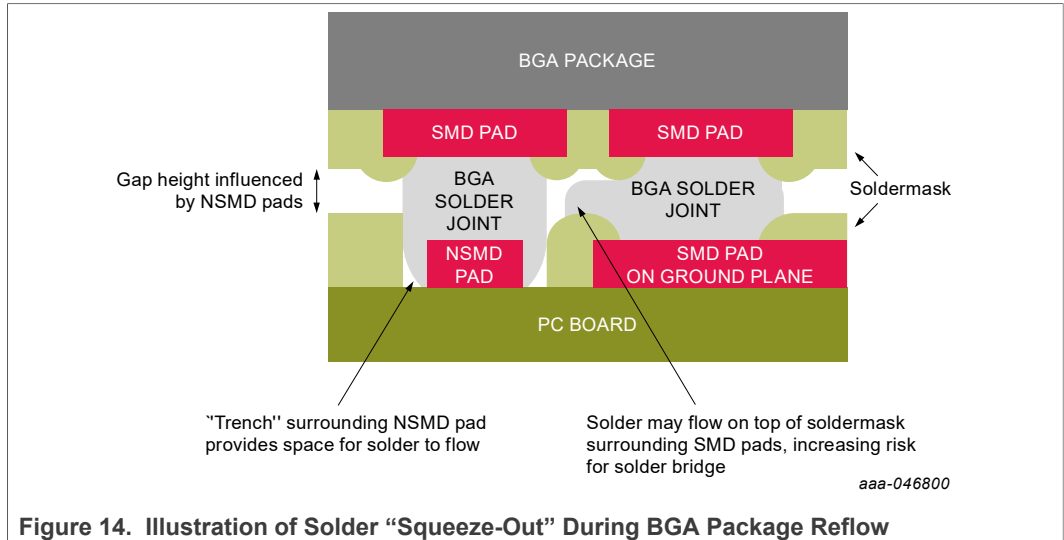 BGA PACKAGE
SMD PAD
SMD PAD
Gap height influenced
by NSMD pads
BGA
SOLDER
JOINT
BGA SOLDER
JOINT
Soldermask
NSMD
PAD
SMD PAD
ON GROUND PLANE
PC BOARD
`'Trench'' surrounding NSMD pad
provides space for solder to flow
Solder may flow on top of soldermask
surrounding SMD pads, increasing risk
for solder bridge
aaa-046800
Figure 14. Illustration of Solder “Squeeze-Out” During BGA Package Reflow